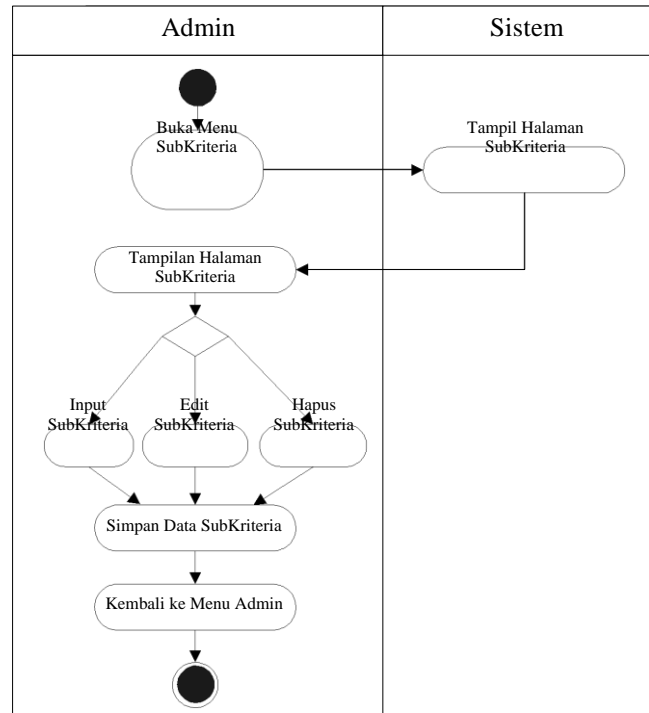 Admin
Sistem
Buka Menu
SubKriteria
Tampil Halaman
SubKriteria
Tampilan Halaman
SubKriteria
Input
SubKriteria
Edit
SubKriteria
Hapus
SubKriteria
Simpan Data SubKriteria
Kembali ke Menu Admin